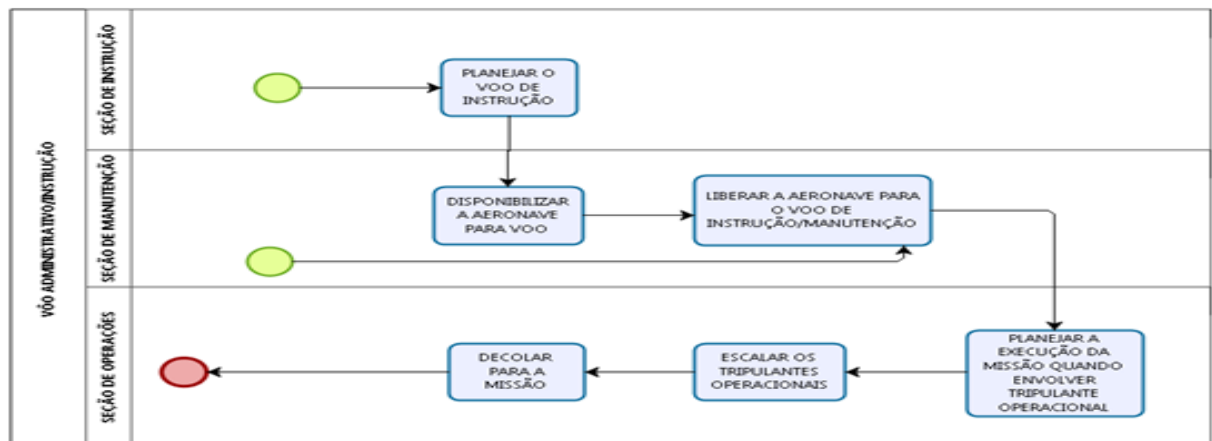 VÔO ADMINISTRATIVO/INSTRUÇÃO
SEÇÃO DE INSTRUÇÃO
PLANEJAR O
VOO DE
INSTRUÇÃO
SEÇÃO DE MANUTENÇÃO
DISPONIBILIZAR
A AERONAVE
PARA VOO
LIBERAR A AERONAVE PARA
O VOO DE
INSTRUÇÃO/MANUTENÇÃO
SEÇÃO DE OPERAÇÕES
DECOLAR
PARA A
MISSÃO
ESCALAR OS
TRIPULANTES
OPERACIONAIS
PLANEJAR A
EXECUÇÃO DA
MISSÃO QUANDO
ENVOLVER
TRIPULANTE
OPERACIONAL